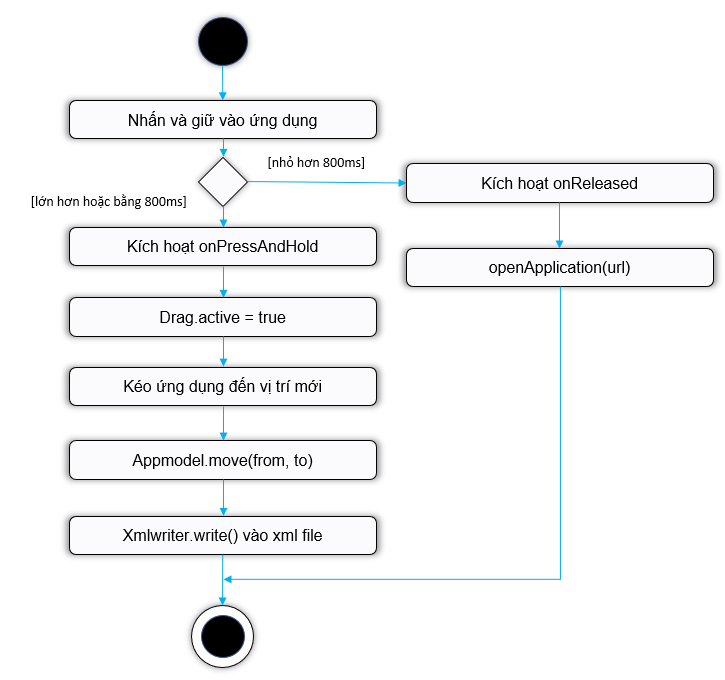 Nhấn và giữ vào ứng dụng
[nhỏ hơn 800ms]
Kích hoạt onReleased
[lớn hơn hoặc bằng 800ms]
Kích hoạt onPressAndHold
openApplication(url)
Drag.active = true
Kéo ứng dụng đến vị trí mới
Appmodel.move(from, to)
Xmlwriter.write() vào xml file